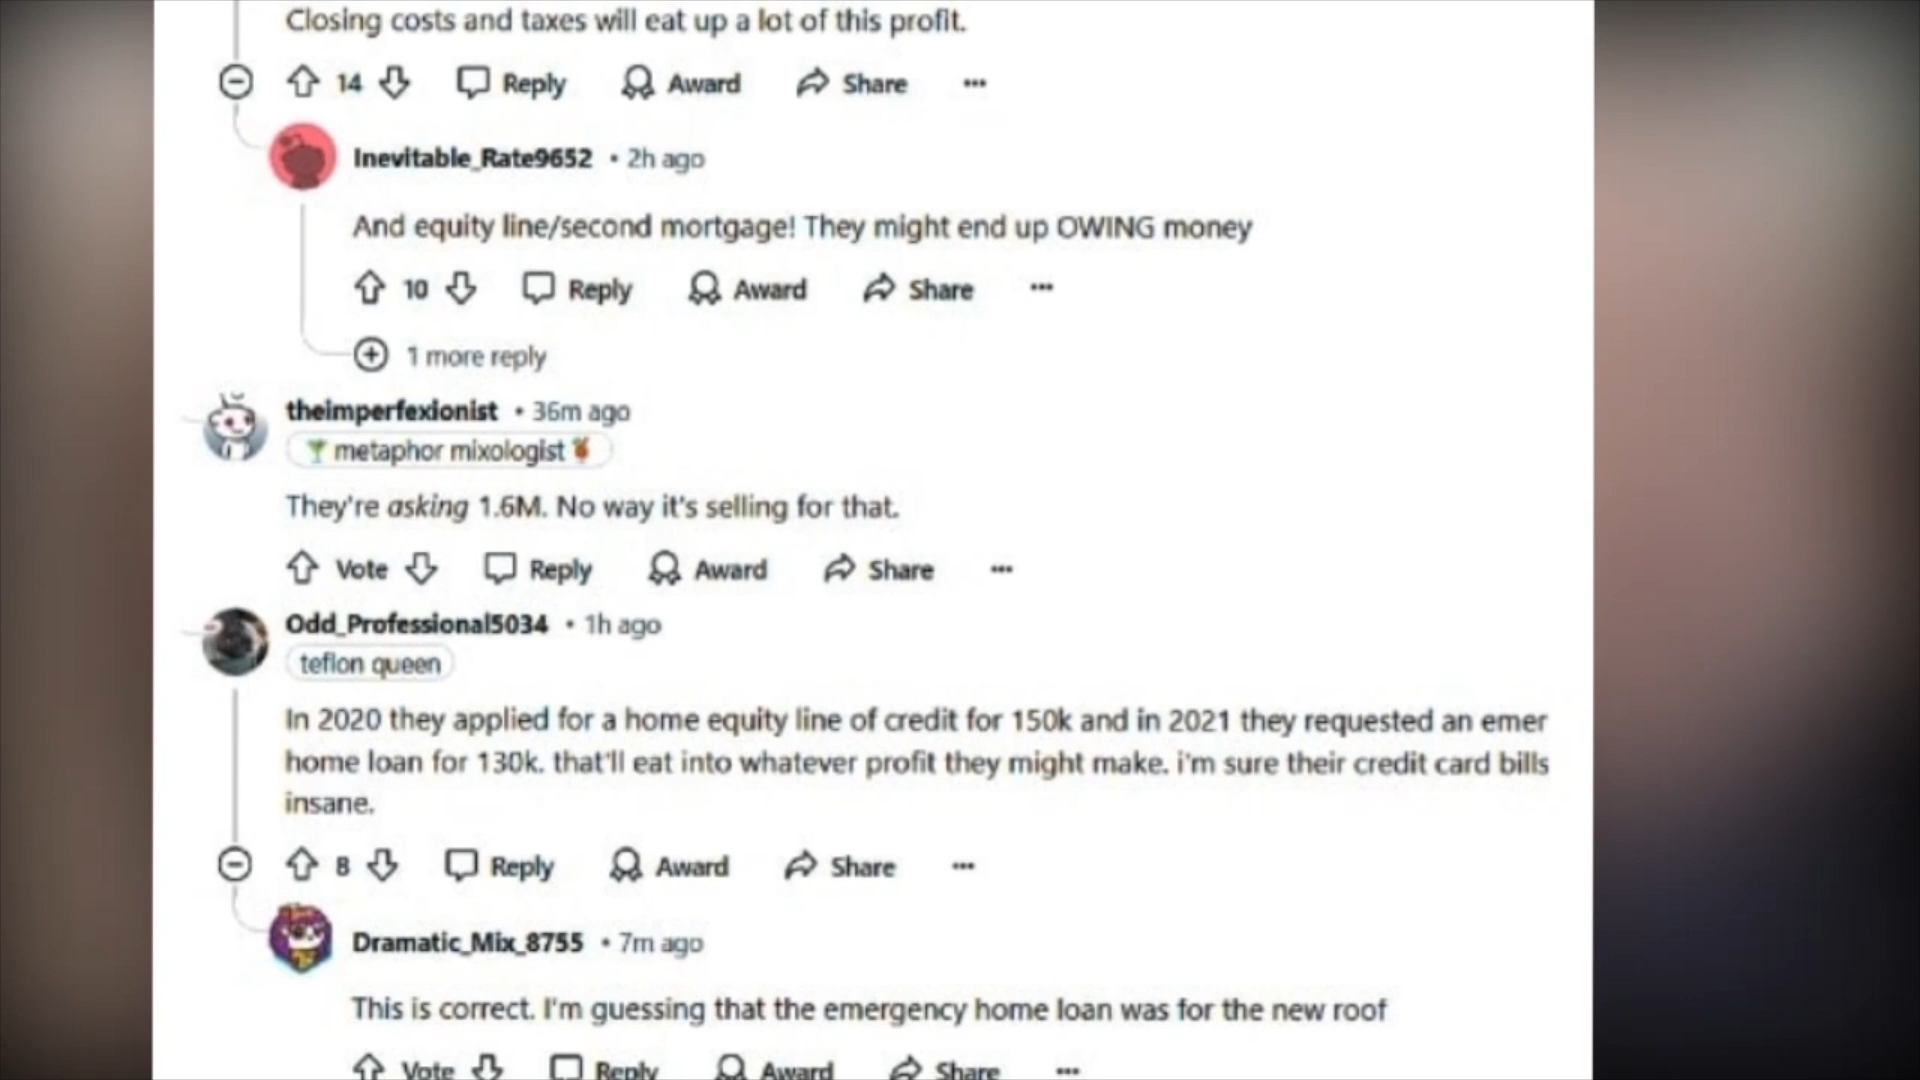 Closing costs and taxes will eat up a lot of this profit.
14 Reply Award Share ...
Inevitable_Rate9652 • 2h ago
And equity line/second mortgage! They might end up OWING money
10 Reply Award Share ...
1 more reply
theimperfexionist • 36m ago
metaphor mixologist
They're asking 1.6M. No way it's selling for that.
Vote Reply Award Share ...
Odd_Professional5034 • 1h ago
teflon queen
In 2020 they applied for a home equity line of credit for 150k and in 2021 they requested an emer
home loan for 130k. that'll eat into whatever profit they might make. i'm sure their credit card bills
insane.
8 Reply Award Share ...
Dramatic_Mix_8755 • 7m ago
This is correct. I'm guessing that the emergency home loan was for the new roof
Vote Reply Award Share ...